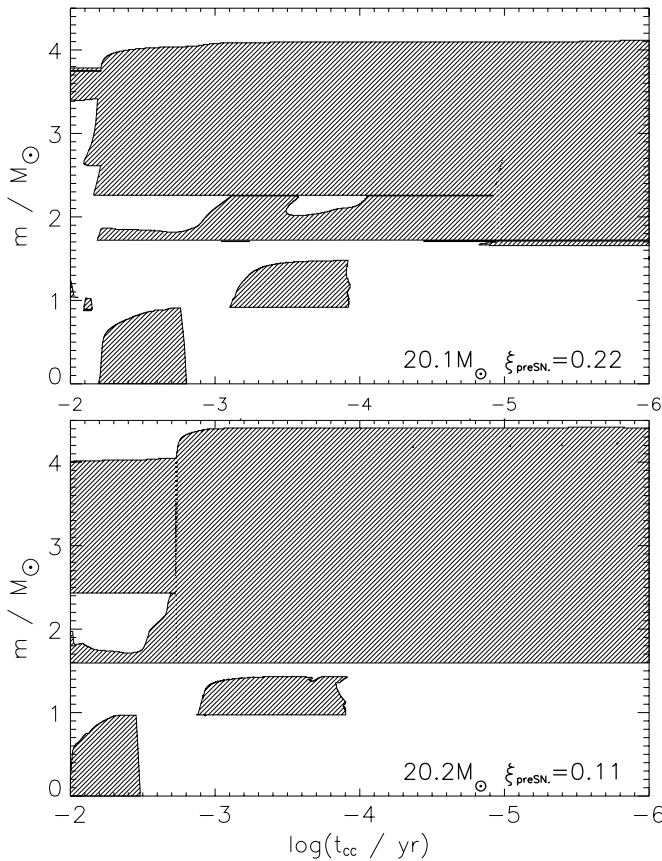 4
3
2
1
0
m / M☉
20.1M☉ ξpreSN.=0.22
-2 -3 -4 -5 -6
4
3
2
1
0
m / M☉
20.2M☉ ξpreSN.=0.11
-2 -3 -4 -5 -6
log(tcc / yr)